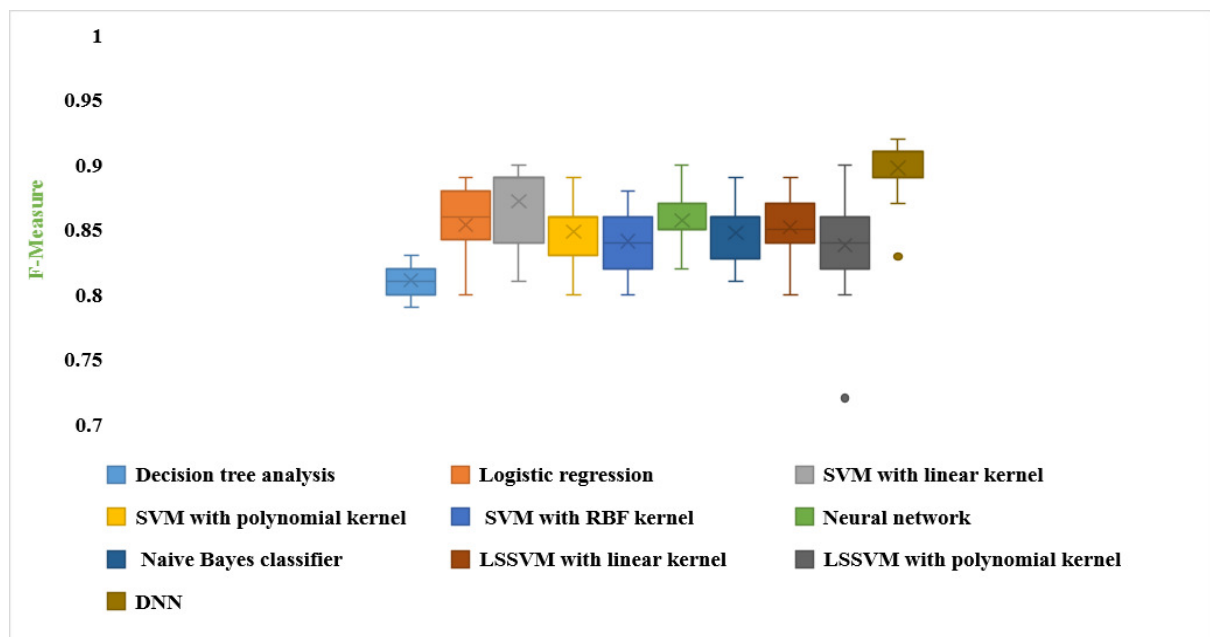 1
0.95
0.9
0.85
0.8
0.75
0.7
F-Measure
Decision tree analysis
Logistic regression
SVM with linear kernel
SVM with polynomial kernel
SVM with RBF kernel
Neural network
Naive Bayes classifier
LSSVM with linear kernel
LSSVM with polynomial kernel
DNN